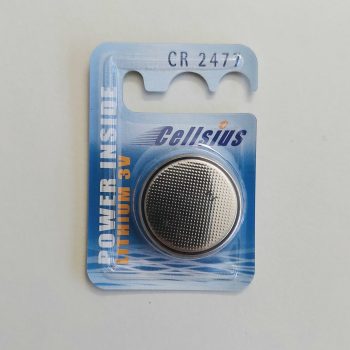 CR 2477
Cellsius
POWER INSIDE
LITHIUM 3V